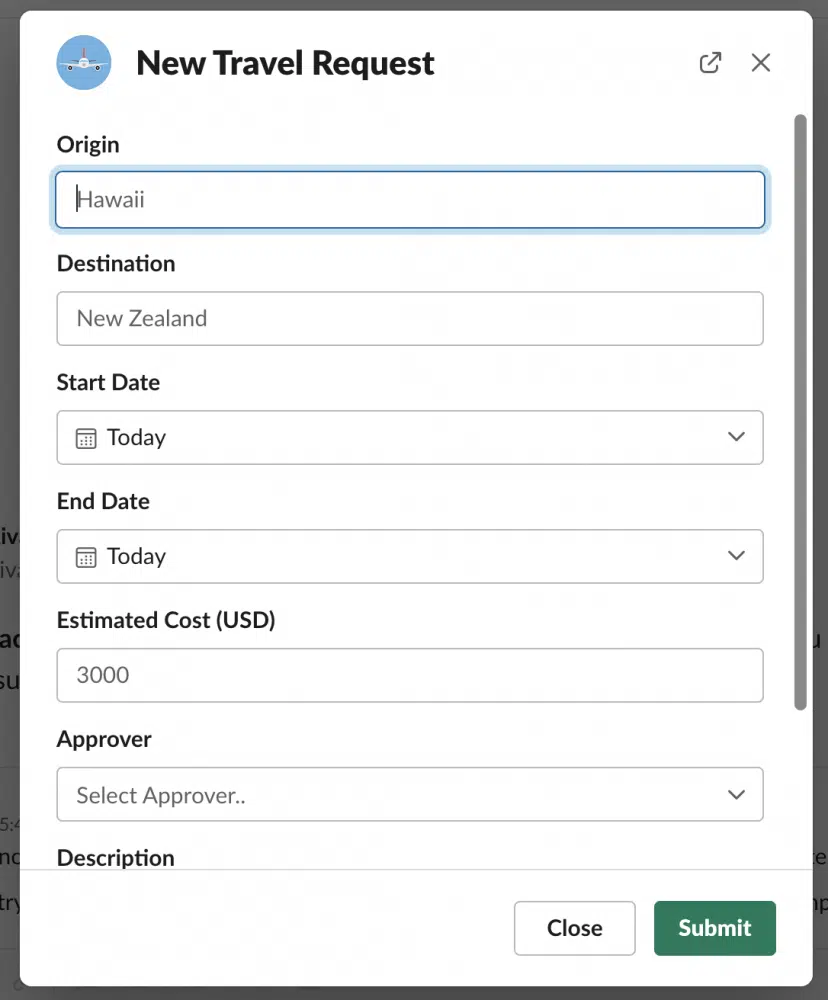 New Travel Request
Origin
Hawaii
Destination
New Zealand
Start Date
Today
End Date
Today
Estimated Cost (USD)
3000
Approver
Select Approver..
Description
Close
Submit